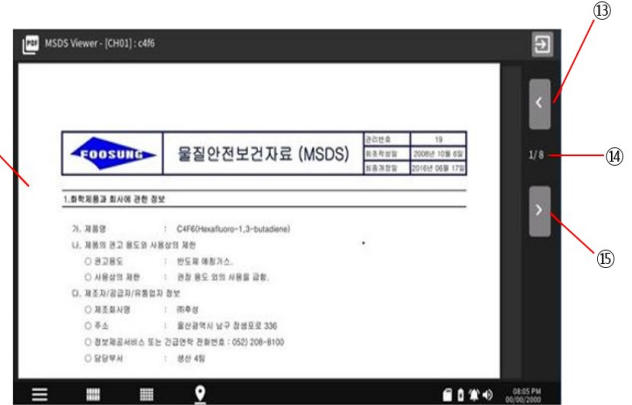 ⑬
PDF MSDS Viewer - [CH01] : c4f6
FOOSUNG
물질안전보건자료 (MSDS)
관리번호 19
최초작성일 2008년 10월 6일
최종개정일 2016년 06월 17일
1/ 8
⑭
1.화학제품과 회사에 관한 정보
가. 제품명 : C4F6(Hexafluoro-1,3-butadiene)
나. 제품의 권고 용도와 사용상의 제한
○ 권고용도 : 반도체 에칭가스.
○ 사용상의 제한 : 권장 용도 외의 사용을 금함.
⑮
다. 제조자/공급자/유통업자 정보
○ 제조회사명 : ㈜후성
○ 주소 : 울산광역시 남구 장생포로 336
○ 정보제공서비스 또는 긴급연락 전화번호 : 052) 208-8100
○ 담당부서 : 생산 4팀
08:05 PM
00/00/2000